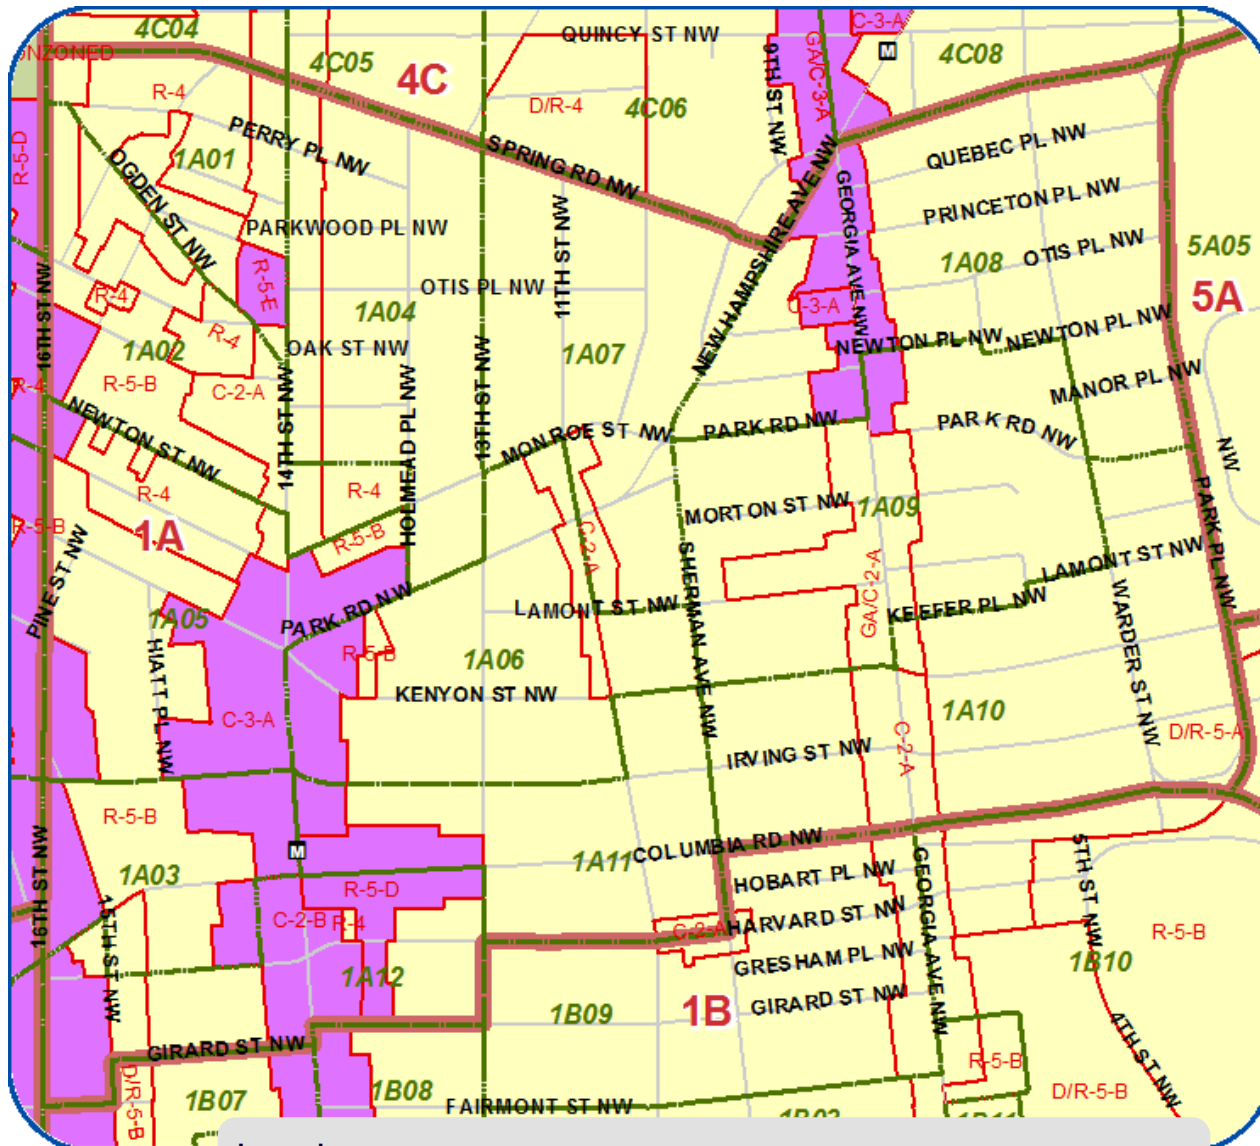 4C04
QUINCY ST NW
C-3-A
4C05
4C
4C08
9TH ST NW
GA/C-3-A
M
R-4
D/R-4
4C06
R-5-D
PERRY PL NW
1A01
OGDEN ST NW
SPRING RD NW
QUEBEC PL NW
PRINCETON PL NW
PARKWOOD PL NW
11TH ST NW
NEW HAMPSHIRE AVE NW
GEORGIA AVE NW
OTIS PL NW
1A08
5A05
5A
R-5-E
R-4
OTIS PL NW
1A04
C-3-A
16TH ST NW
R-4
1A02
OAK ST NW
1A07
NEWTON PL NW
NEWTON PL NW
R-4
R-5-B
C-2-A
MANOR PL NW
NEWTON ST NW
14TH ST NW
HOLMEAD PL NW
13TH ST NW
MONROE ST NW
PARK RD NW
PARK RD NW
NW
R-4
R-4
MORTON ST NW
1A09
PARK PL NW
R-5-B
1A
R-5-B
C-2-A
SHERMAN AVE NW
GA/C-2-A
LAMONT ST NW
PINE ST NW
1A05
PARK RD NW
LAMONT ST NW
KEEFER PL NW
WARDER ST NW
HIATT PL NW
R-5-B
1A06
KENYON ST NW
C-3-A
1A10
C-2-A
D/R-5-A
IRVING ST NW
R-5-B
16TH ST NW
M
1A03
1A11
COLUMBIA RD NW
HOBART PL NW
GEORGIA AVE NW
5TH ST NW
15TH ST NW
R-5-D
C-2-B
R-4
C-2-A
HARVARD ST NW
R-5-B
1A12
GRESHAM PL NW
1B10
1B09
1B
GIRARD ST NW
4TH ST NW
GIRARD ST NW
R-5-B
D/R-5-B
1B07
1B08
FAIRMONT ST NW
D/R-5-B